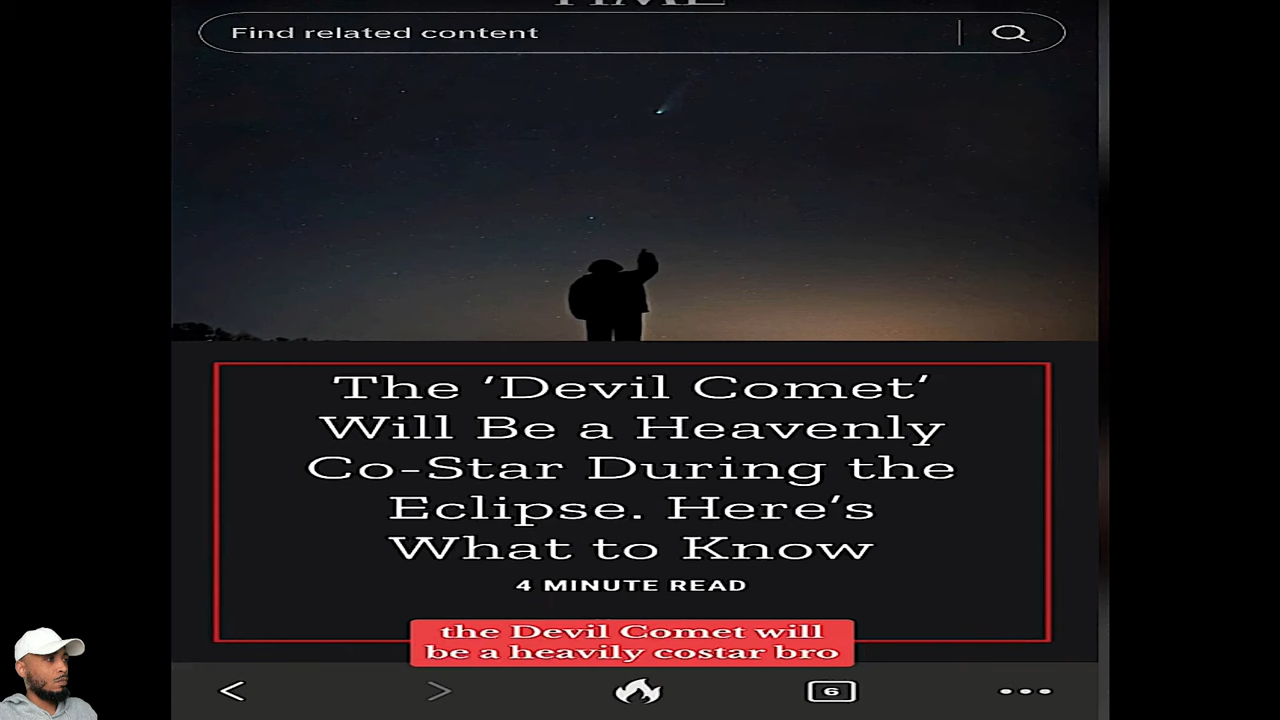 TIME
Find related content
The ‘Devil Comet’
Will Be a Heavenly
Co-Star During the
Eclipse. Here’s
What to Know
4 MINUTE READ
the Devil Comet will
be a heavily costar bro
6